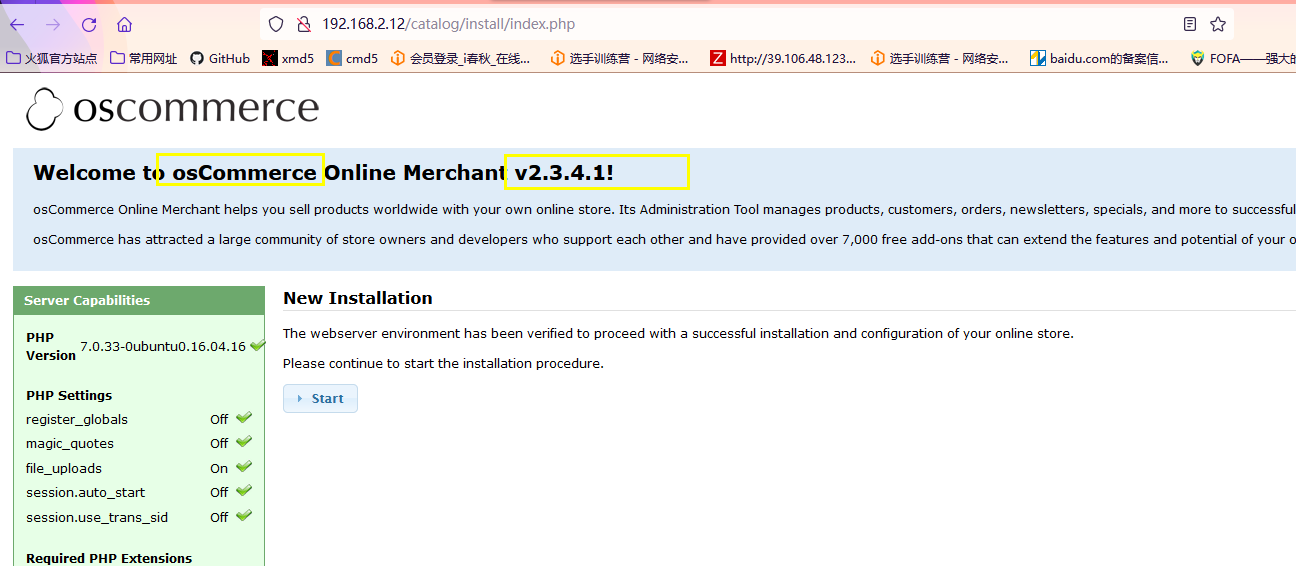 192.168.2.12/catalog/install/index.php
火狐官方站点 常用网址 GitHub xmd5 cmd5 会员登录_i春秋_在线... 选手训练营 - 网络安... http://39.106.48.123... 选手训练营 - 网络安... baidu.com的备案信... FOFA——强大的
oscommerce
Welcome to osCommerce Online Merchant v2.3.4.1!
osCommerce Online Merchant helps you sell products worldwide with your own online store. Its Administration Tool manages products, customers, orders, newsletters, specials, and more to successful
osCommerce has attracted a large community of store owners and developers who support each other and have provided over 7,000 free add-ons that can extend the features and potential of your o
Server Capabilities
PHP Version 7.0.33-0ubuntu0.16.04.16
PHP Settings
register_globals Off
magic_quotes Off
file_uploads On
session.auto_start Off
session.use_trans_sid Off
Required PHP Extensions
New Installation
The webserver environment has been verified to proceed with a successful installation and configuration of your online store.
Please continue to start the installation procedure.
Start